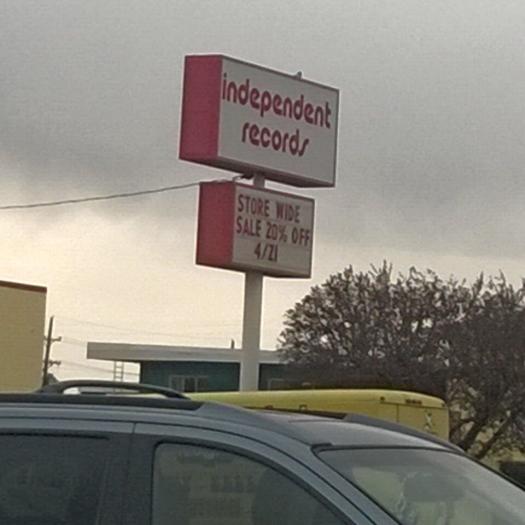 independent
records
STORE WIDE
SALE 20% OFF
4/21